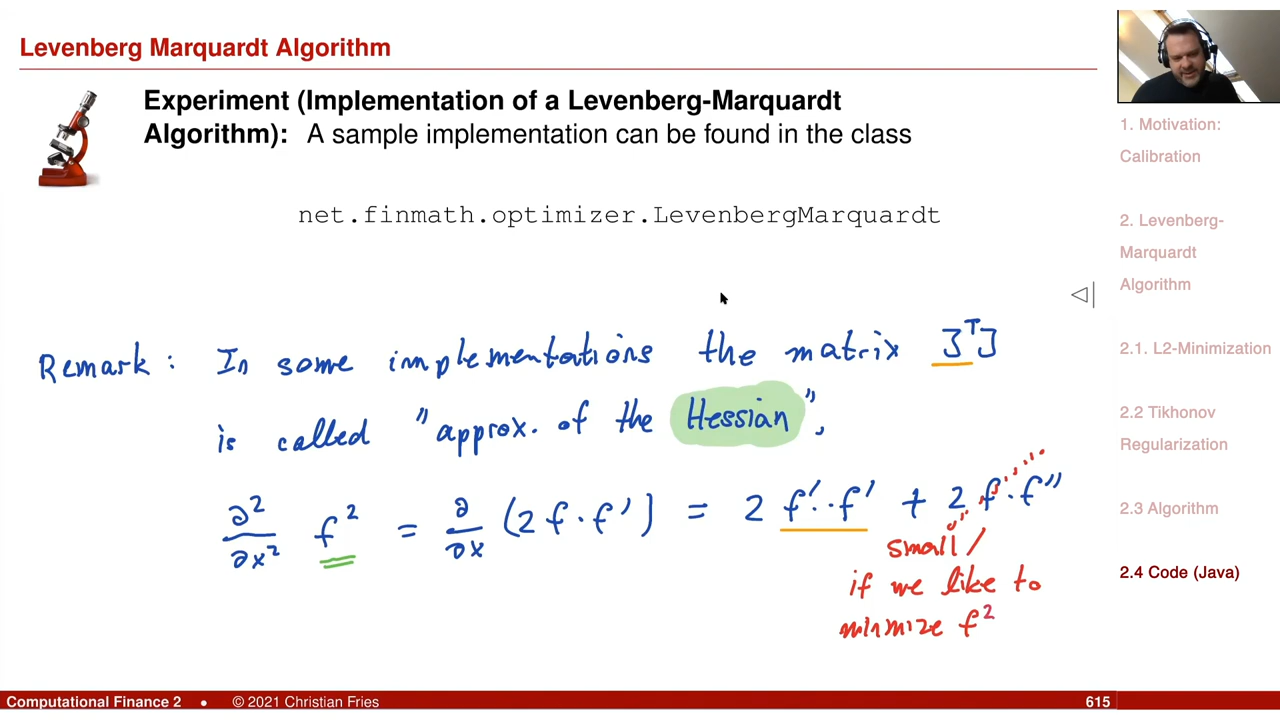 Levenberg Marquardt Algorithm
Experiment (Implementation of a Levenberg-Marquardt
Algorithm): A sample implementation can be found in the class
net.finmath.optimizer.LevenbergMarquardt
Remark: In some implementations the matrix JᵀJ
is called "approx. of the Hessian",
∂²/∂x² f² = ∂/∂x (2 f · f') = 2 f' · f' + 2 f · f''
small /
if we like to
minimize f²
1. Motivation:
Calibration
2. Levenberg-
Marquardt
Algorithm
2.1. L2-Minimization
2.2 Tikhonov
Regularization
2.3 Algorithm
2.4 Code (Java)
Computational Finance 2 • © 2021 Christian Fries 615